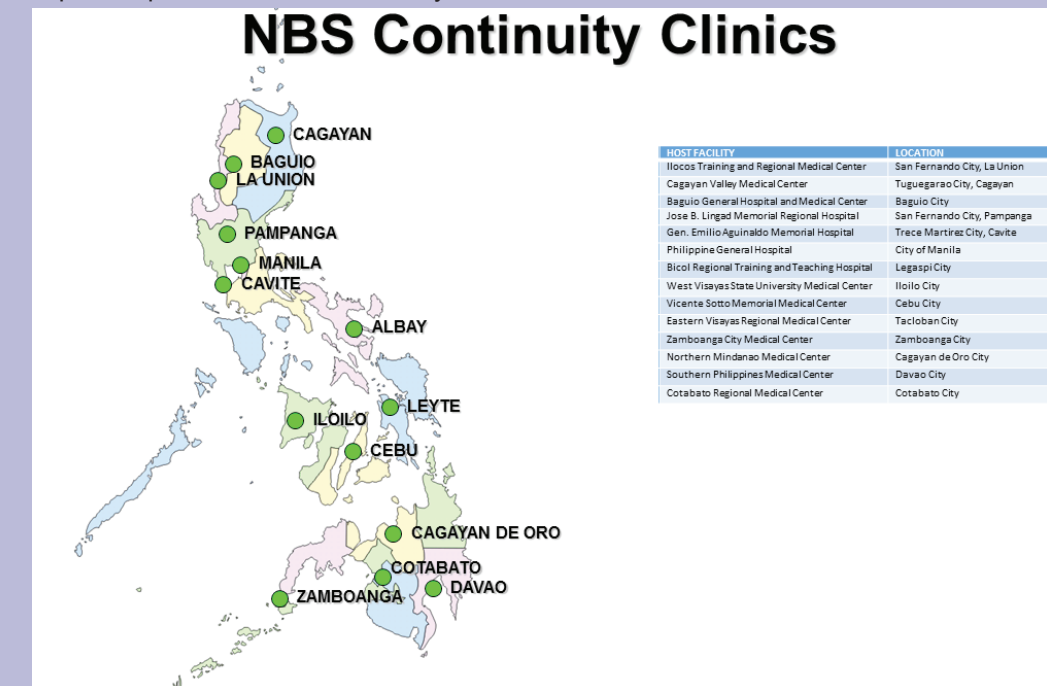 NBS Continuity Clinics
CAGAYAN
BAGUIO
LA UNION
PAMPANGA
MANILA
CAVITE
ALBAY
LEYTE
ILOILO
CEBU
CAGAYAN DE ORO
COTABATO
DAVAO
ZAMBOANGA
HOST FACILITY LOCATION
Ilocos Training and Regional Medical Center San Fernando City, La Union
Cagayan Valley Medical Center Tuguegarao City, Cagayan
Baguio General Hospital and Medical Center Baguio City
Jose B. Lingad Memorial Regional Hospital San Fernando City, Pampanga
Gen. Emilio Aguinaldo Memorial Hospital Trece Martirez City, Cavite
Philippine General Hospital City of Manila
Bicol Regional Training and Teaching Hospital Legaspi City
West Visayas State University Medical Center Iloilo City
Vicente Sotto Memorial Medical Center Cebu City
Eastern Visayas Regional Medical Center Tacloban City
Zamboanga City Medical Center Zamboanga City
Northern Mindanao Medical Center Cagayan de Oro City
Southern Philippines Medical Center Davao City
Cotabato Regional Medical Center Cotabato City